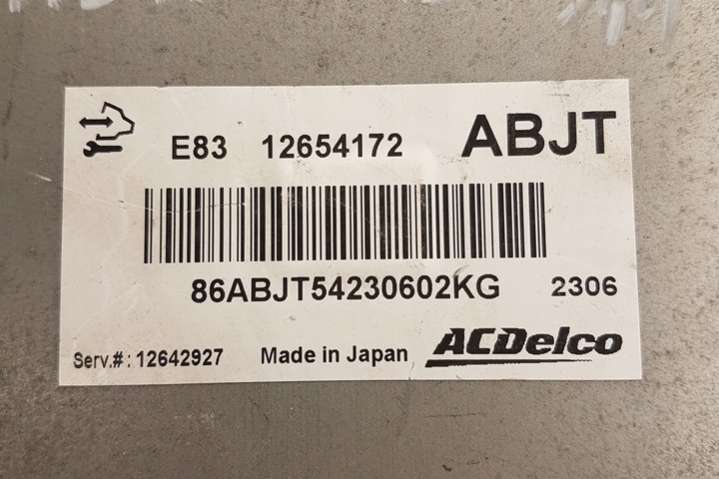 E83 12654172 ABJT
86ABJT54230602KG 2306
Serv.#: 12642927 Made in Japan ACDelco